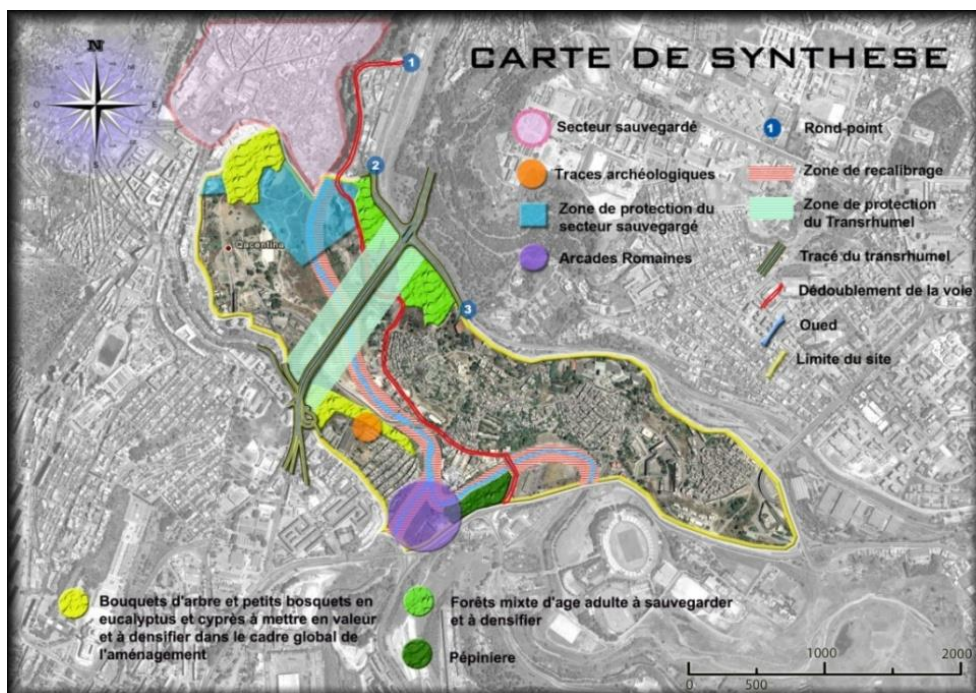 N
O
E
S
CARTE DE SYNTHESE
1
2
3
Qacentina
Secteur sauvegardé
Traces archéologiques
Zone de protection du
secteur sauvegargé
Arcades Romaines
1
Rond-point
Zone de recalibrage
Zone de protection
du Transrhumel
Tracé du transrhumel
Dédoublement de la voie
Oued
Limite du site
Bouquets d'arbre et petits bosquets en
eucalyptus et cyprès à mettre en valeur
et à densifier dans le cadre global de
l'aménagement
Forêts mixte d'age adulte à sauvegarder
et à densifier
Pépiniere
0
500
1000
2000